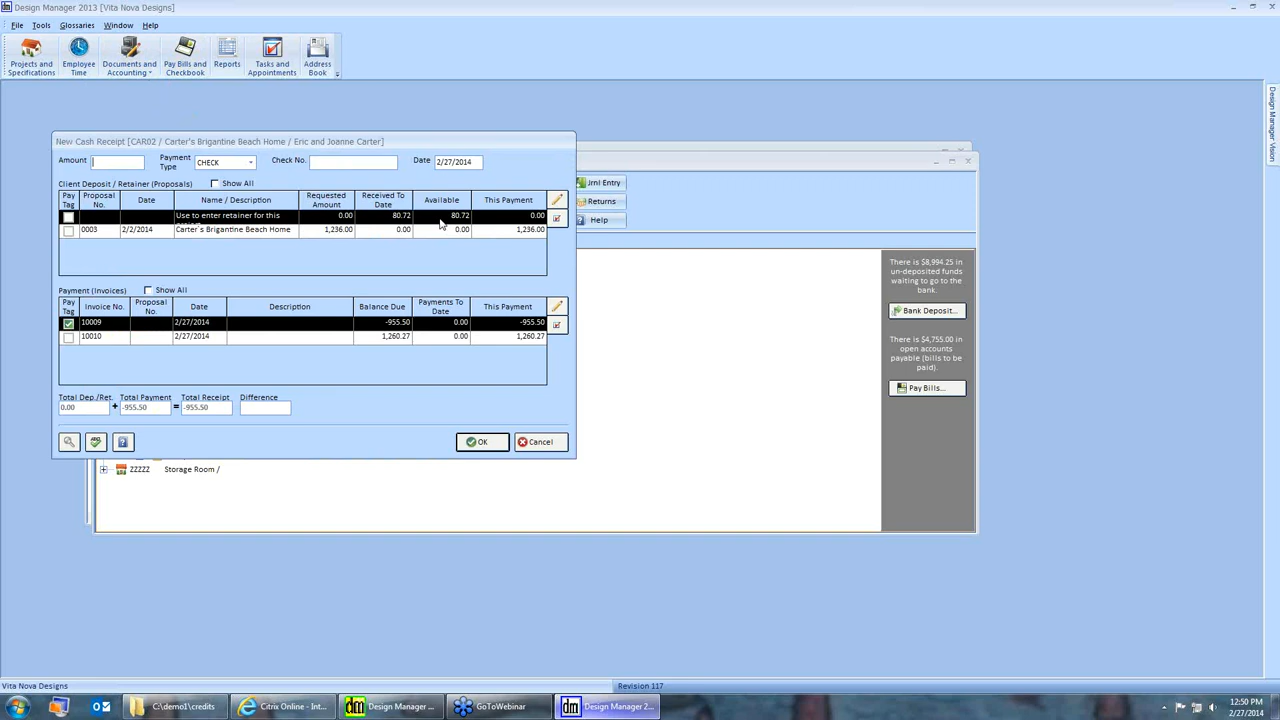 Design Manager 2013 [Vita Nova Designs]
File Tools Glossaries Window Help
Projects and Specifications
Employee Time
Documents and Accounting
Pay Bills and Checkbook
Reports
Tasks and Appointments
Address Book
Design Manager Vision
New Cash Receipt [CAR02 / Carter's Brigantine Beach Home / Eric and Joanne Carter]
Amount Payment Type CHECK Check No. Date 2/27/2014
Client Deposit / Retainer (Proposals) Show All
Pay Tag Proposal No. Date Name / Description Requested Amount Received To Date Available This Payment
Use to enter retainer for this 0.00 80.72 80.72 0.00
0003 2/2/2014 Carter's Brigantine Beach Home 1,236.00 0.00 0.00 1,236.00
Payment (Invoices) Show All
Pay Tag Invoice No. Proposal No. Date Description Balance Due Payments To Date This Payment
10009 2/27/2014 -955.50 0.00 -955.50
10010 2/27/2014 1,260.27 0.00 1,260.27
Total Dep./Ret. Total Payment Total Receipt Difference
0.00 + -955.50 = -955.50
OK Cancel
Jrnl Entry
Returns
Help
There is $8,994.25 in
un-deposited funds
waiting to go to the
bank.
Bank Deposit...
There is $4,755.00 in
open accounts
payable (bills to be
paid).
Pay Bills...
ZZZZZ Storage Room /
Vita Nova Designs Revision 117
C:\demo1\credits Citrix Online - Int... Design Manager ... GoToWebinar Design Manager 2...
12:50 PM
2/27/2014